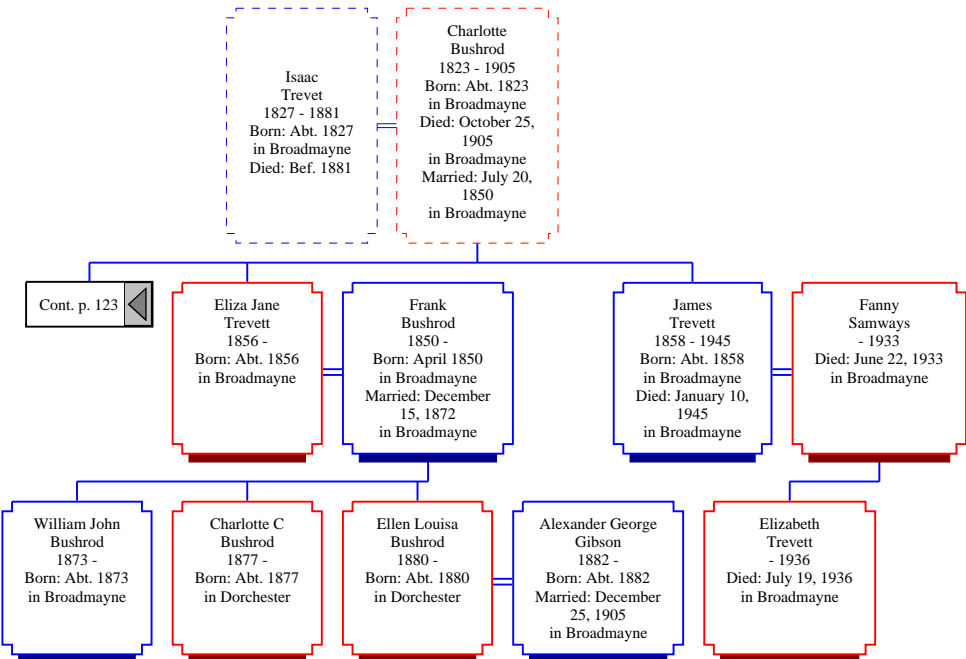 Isaac
Trevet
1827 - 1881
Born: Abt. 1827
in Broadmayne
Died: Bef. 1881
Charlotte
Bushrod
1823 - 1905
Born: Abt. 1823
in Broadmayne
Died: October 25,
1905
in Broadmayne
Married: July 20,
1850
in Broadmayne
Cont. p. 123
Eliza Jane
Trevett
1856 -
Born: Abt. 1856
in Broadmayne
Frank
Bushrod
1850 -
Born: April 1850
in Broadmayne
Married: December
15, 1872
in Broadmayne
James
Trevett
1858 - 1945
Born: Abt. 1858
in Broadmayne
Died: January 10,
1945
in Broadmayne
Fanny
Samways
- 1933
Died: June 22, 1933
in Broadmayne
William John
Bushrod
1873 -
Born: Abt. 1873
in Broadmayne
Charlotte C
Bushrod
1877 -
Born: Abt. 1877
in Dorchester
Ellen Louisa
Bushrod
1880 -
Born: Abt. 1880
in Dorchester
Alexander George
Gibson
1882 -
Born: Abt. 1882
Married: December
25, 1905
in Broadmayne
Elizabeth
Trevett
- 1936
Died: July 19, 1936
in Broadmayne